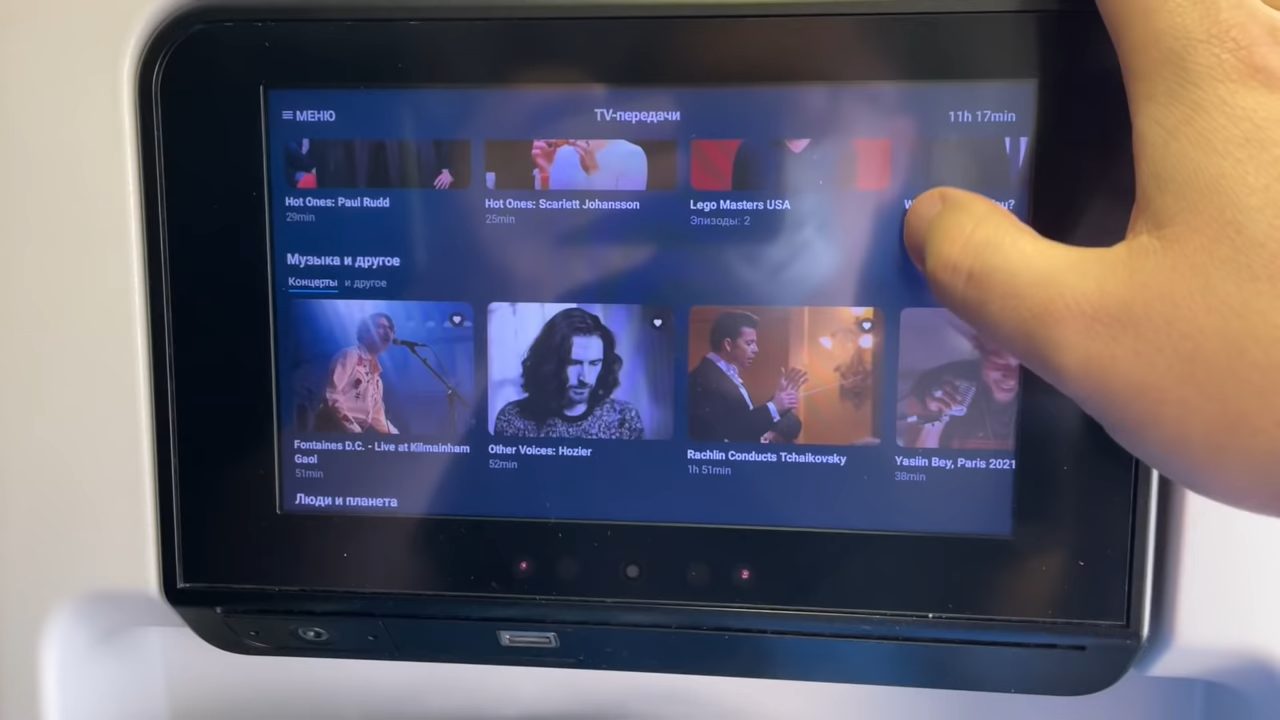 МЕНЮ
TV-передачи
11h 17min
Hot Ones: Paul Rudd
29min
Hot Ones: Scarlett Johansson
25min
Lego Masters USA
Эпизоды: 2
Музыка и другое
Концерты и другое
Fontaines D.C. - Live at Kilmainham
Gaol
51min
Other Voices: Hozier
52min
Rachlin Conducts Tchaikovsky
1h 51min
Yasiin Bey, Paris 2021
38min
Люди и планета